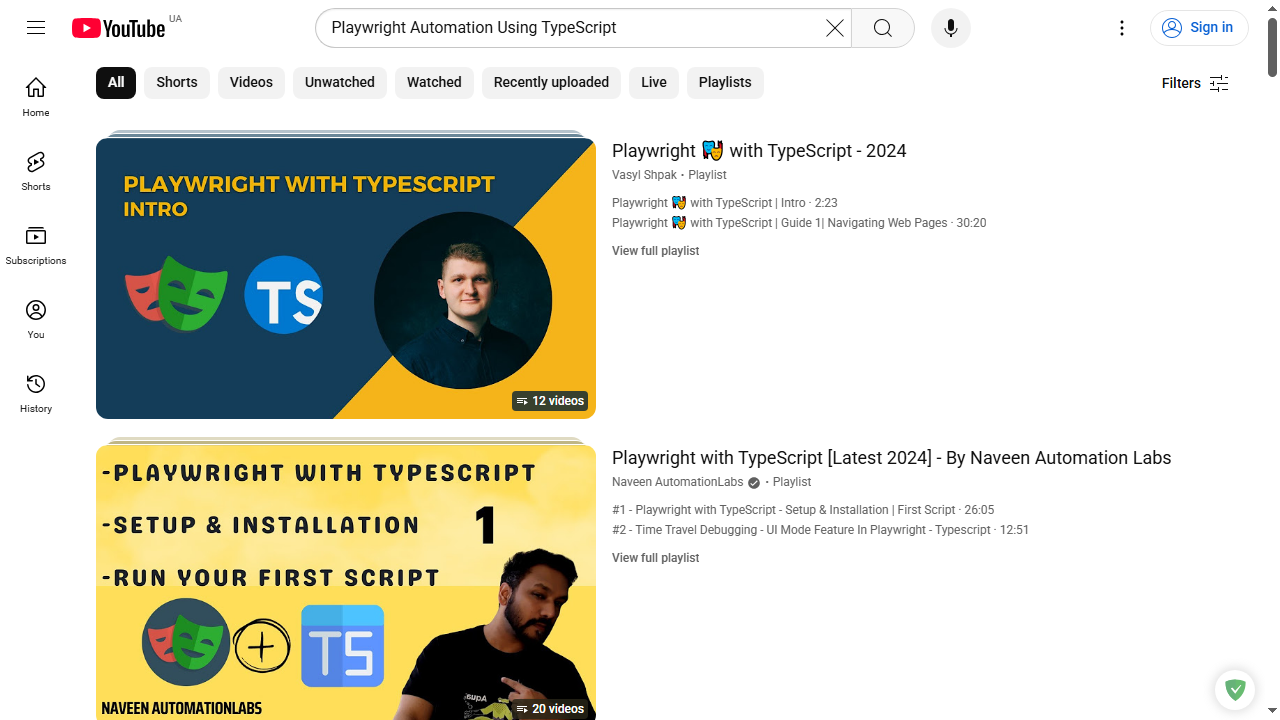 YouTube UA
Playwright Automation Using TypeScript
Sign in
Home
Shorts
Subscriptions
You
History
All Shorts Videos Unwatched Watched Recently uploaded Live Playlists
Filters
PLAYWRIGHT WITH TYPESCRIPT
INTRO
TS
12 videos
Playwright 🎭 with TypeScript - 2024
Vasyl Shpak • Playlist
Playwright 🎭 with TypeScript | Intro · 2:23
Playwright 🎭 with TypeScript | Guide 1| Navigating Web Pages · 30:20
View full playlist
-PLAYWRIGHT WITH TYPESCRIPT
-SETUP & INSTALLATION
1
-RUN YOUR FIRST SCRIPT
TS
NAVEEN AUTOMATIONLABS
20 videos
Playwright with TypeScript [Latest 2024] - By Naveen Automation Labs
Naveen AutomationLabs • Playlist
#1 - Playwright with TypeScript - Setup & Installation | First Script · 26:05
#2 - Time Travel Debugging - UI Mode Feature In Playwright - Typescript · 12:51
View full playlist